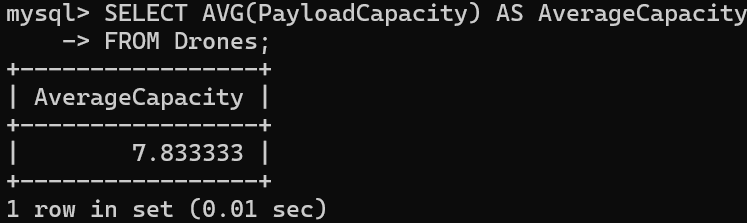 mysql> SELECT AVG(PayloadCapacity) AS AverageCapacity
    -> FROM Drones;
+-----------------+
| AverageCapacity |
+-----------------+
|        7.833333 |
+-----------------+
1 row in set (0.01 sec)